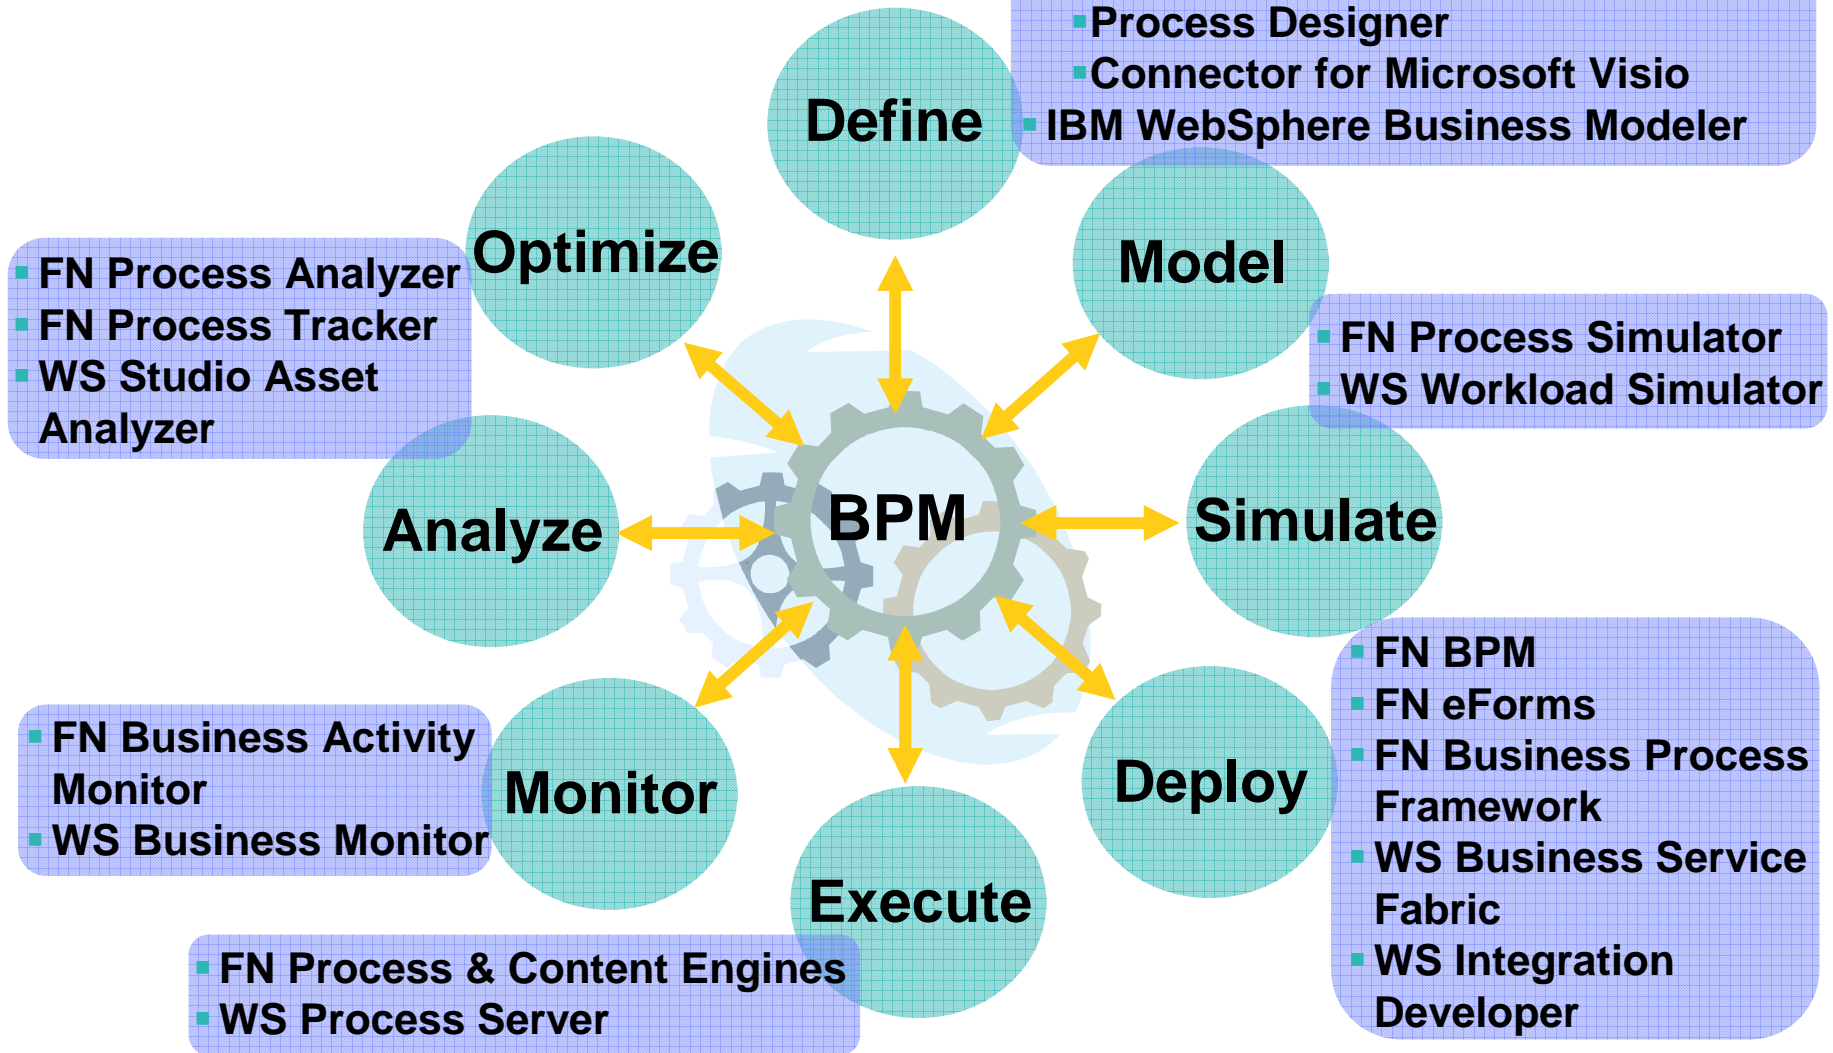 ▪Process Designer
▪Connector for Microsoft Visio
▪IBM WebSphere Business Modeler
Define
Optimize
Model
▪FN Process Analyzer
▪FN Process Tracker
▪WS Studio Asset
Analyzer
▪FN Process Simulator
▪WS Workload Simulator
Analyze
BPM
Simulate
▪FN BPM
▪FN eForms
▪FN Business Process
Framework
▪WS Business Service
Fabric
▪WS Integration
Developer
▪FN Business Activity
Monitor
▪WS Business Monitor
Monitor
Deploy
Execute
▪FN Process & Content Engines
▪WS Process Server